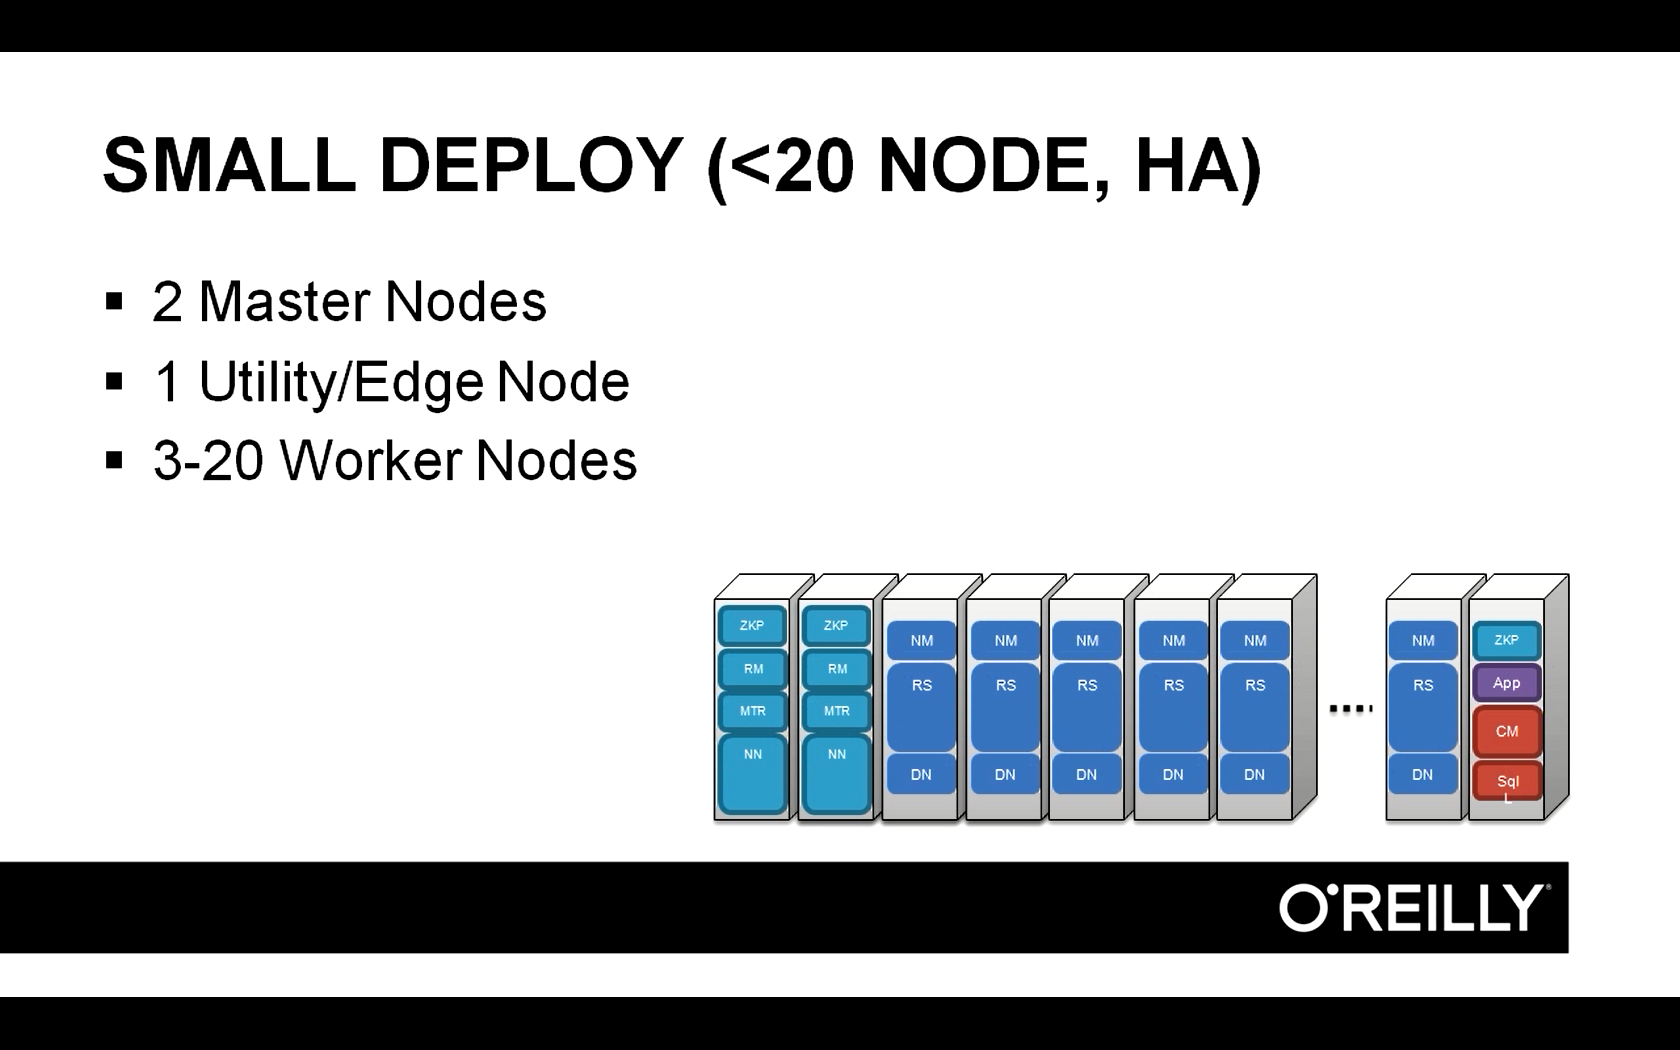 SMALL DEPLOY (<20 NODE, HA)
▪ 2 Master Nodes
▪ 1 Utility/Edge Node
▪ 3-20 Worker Nodes
ZKP
RM
MTR
NN
ZKP
RM
MTR
NN
NM
RS
DN
NM
RS
DN
NM
RS
DN
NM
RS
DN
NM
RS
DN
....
NM
RS
DN
ZKP
App
CM
Sql
L
O'REILLY®